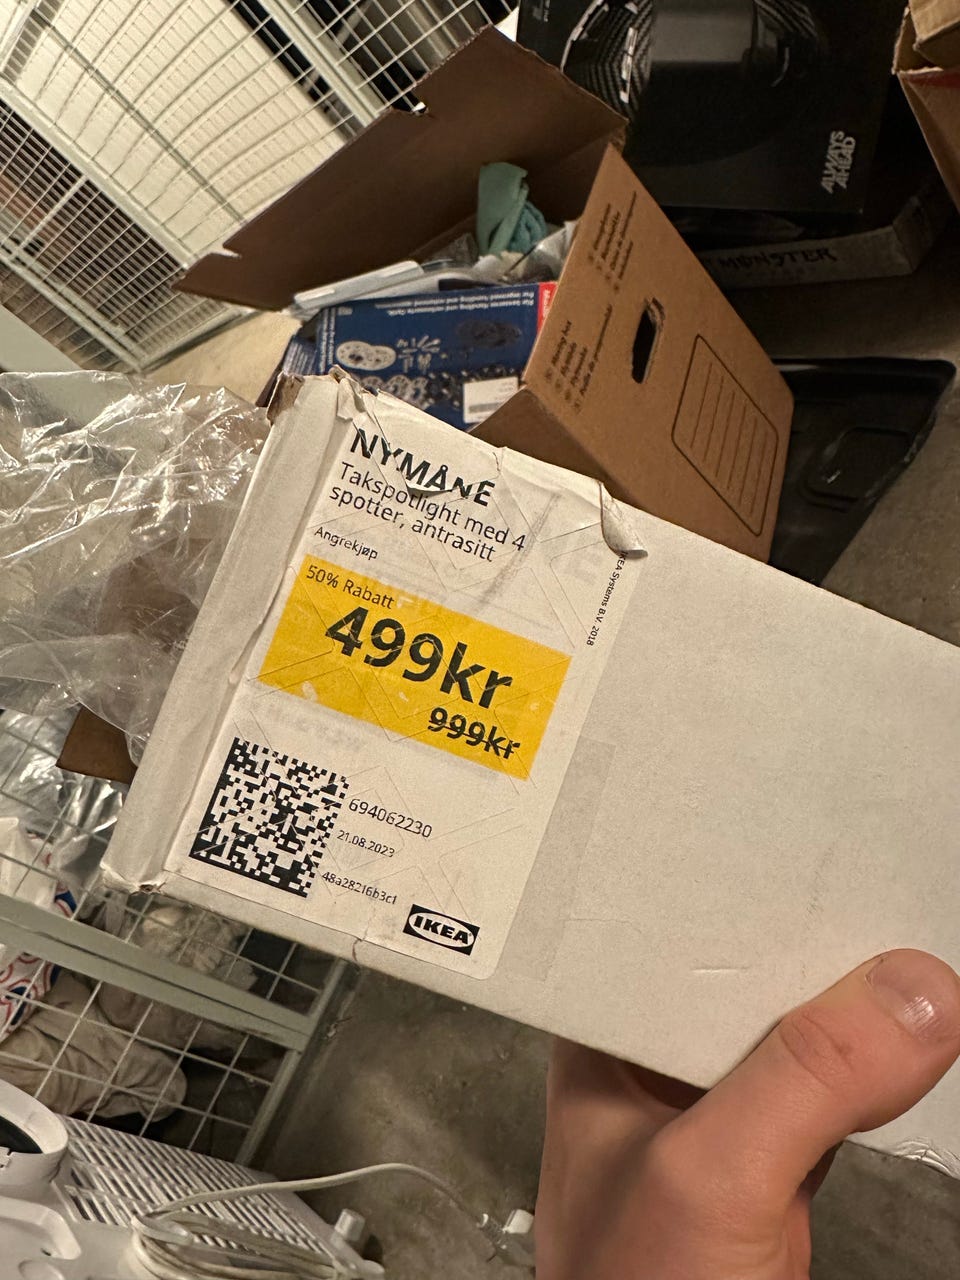 NYMÅNE
Takspotlight med 4
spotter, antrasitt
Angrekjøp
50% Rabatt
499kr
999kr
694062230
21.08.2023
48a28216b3c1
IKEA
IKEA Systems B.V. 2018
ALWAYS
AHEAD
MØNSTER